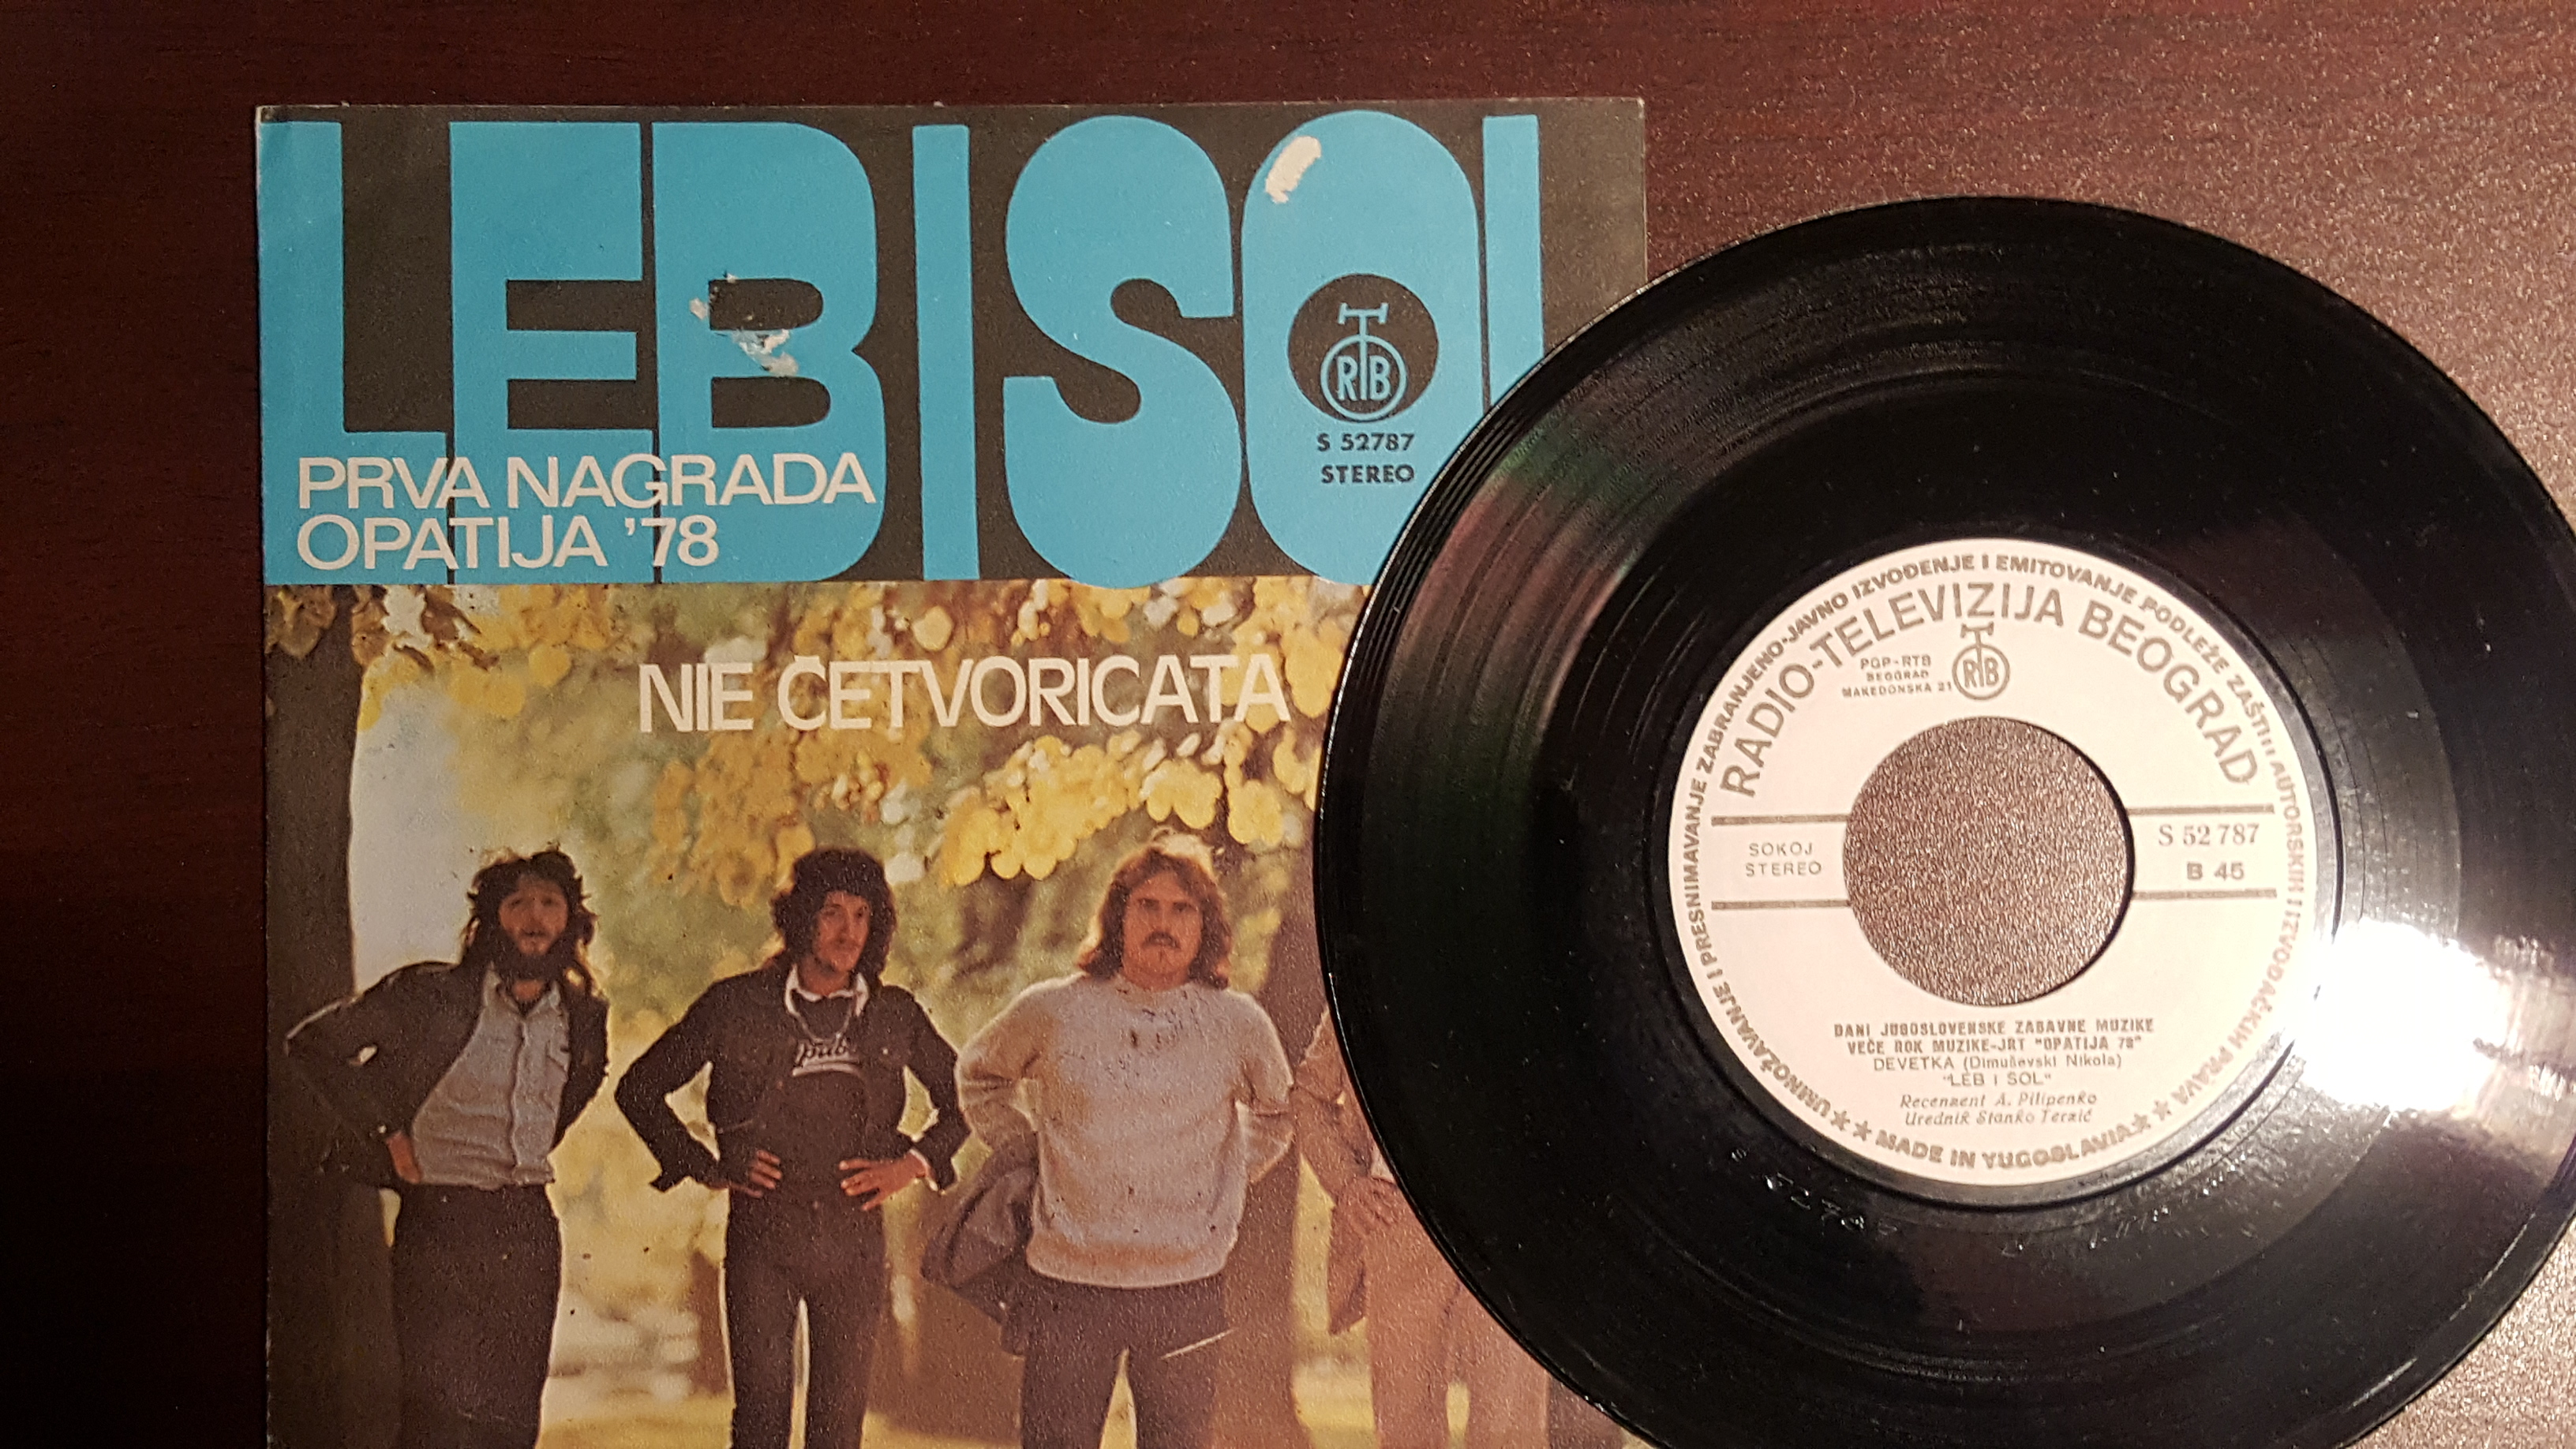 LEB I SOL
RTB
S 52787
STEREO
PRVA NAGRADA
OPATIJA '78
NIE ČETVORICATA
UMNOŽAVANJE I PRESNIMAVANJE ZABRANJENO-JAVNO IZVOĐENJE I EMITOVANJE PODLEŽE ZAŠTITI AUTORSKIH I IZVOĐAČKIH PRAVA
RADIO-TELEVIZIJA BEOGRAD
PGP-RTB
BEOGRAD
MAKEDONSKA 21
RTB
SOKOJ
STEREO
S 52 787
B 45
DANI JUGOSLOVENSKE ZABAVNE MUZIKE
VEČE ROK MUZIKE-JRT "OPATIJA 78"
DEVETKA (Dimuševski Nikola)
"LEB I SOL"
Recenzent A. Pilipenko
Urednik Stanko Terzić
★ ★ MADE IN YUGOSLAVIA ★ ★